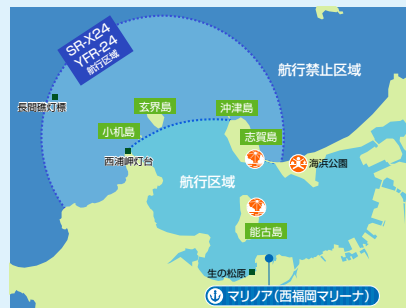 SR-X24
YFR-24
航行区域
航行禁止区域
長間礁灯標
玄界島
沖津島
小机島
志賀島
西浦岬灯台
海浜公園
航行区域
能古島
生の松原
マリノア(西福岡マリーナ)